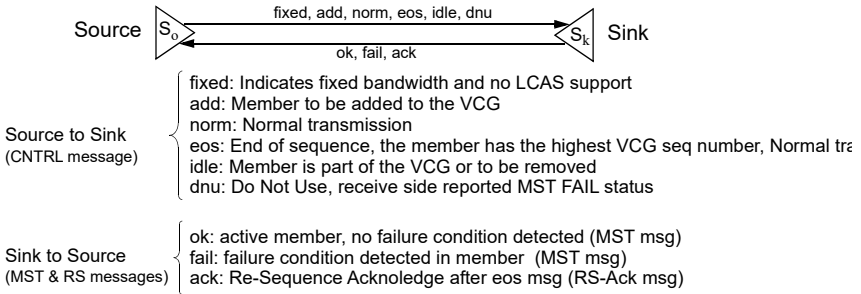 fixed, add, norm, eos, idle, dnu
Source So Sk Sink
ok, fail, ack
fixed: Indicates fixed bandwidth and no LCAS support
add: Member to be added to the VCG
norm: Normal transmission
Source to Sink
(CNTRL message)
eos: End of sequence, the member has the highest VCG seq number, Normal
idle: Member is part of the VCG or to be removed
dnu: Do Not Use, receive side reported MST FAIL status
ok: active member, no failure condition detected (MST msg)
Sink to Source
(MST & RS messages)
fail: failure condition detected in member (MST msg)
ack: Re-Sequence Acknoledge after eos msg (RS-Ack msg)